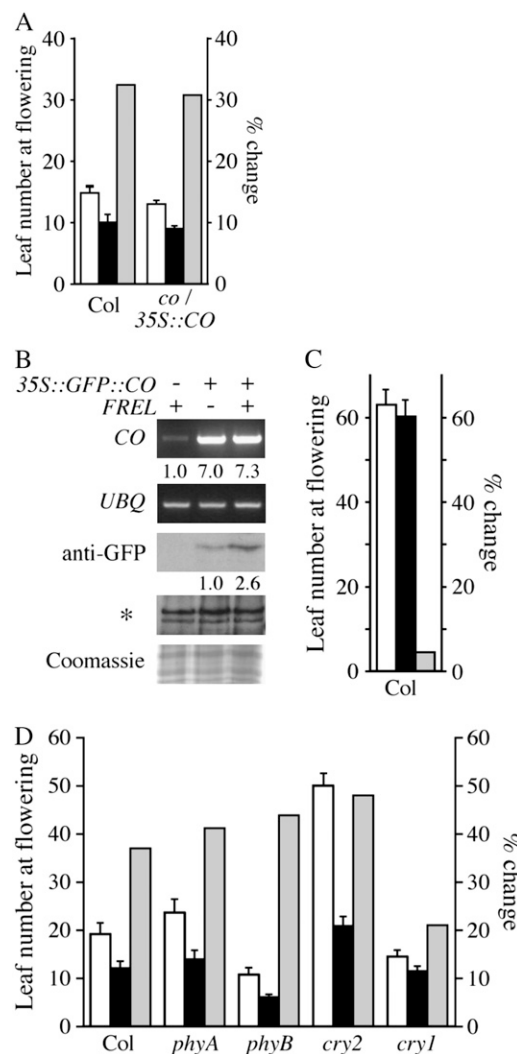 A
40
30
20
10
0
Leaf number at flowering
40
30
20
10
0
% change
Col
co /
35S::CO
B
35S::GFP::CO - + +
FREL + - +
CO
1.0 7.0 7.3
UBQ
anti-GFP
1.0 2.6
*
Coomassie
C
60
40
20
0
Leaf number at flowering
60
40
20
0
% change
Col
D
60
50
40
30
20
10
0
Leaf number at flowering
60
50
40
30
20
10
0
% change
Col phyA phyB cry2 cry1